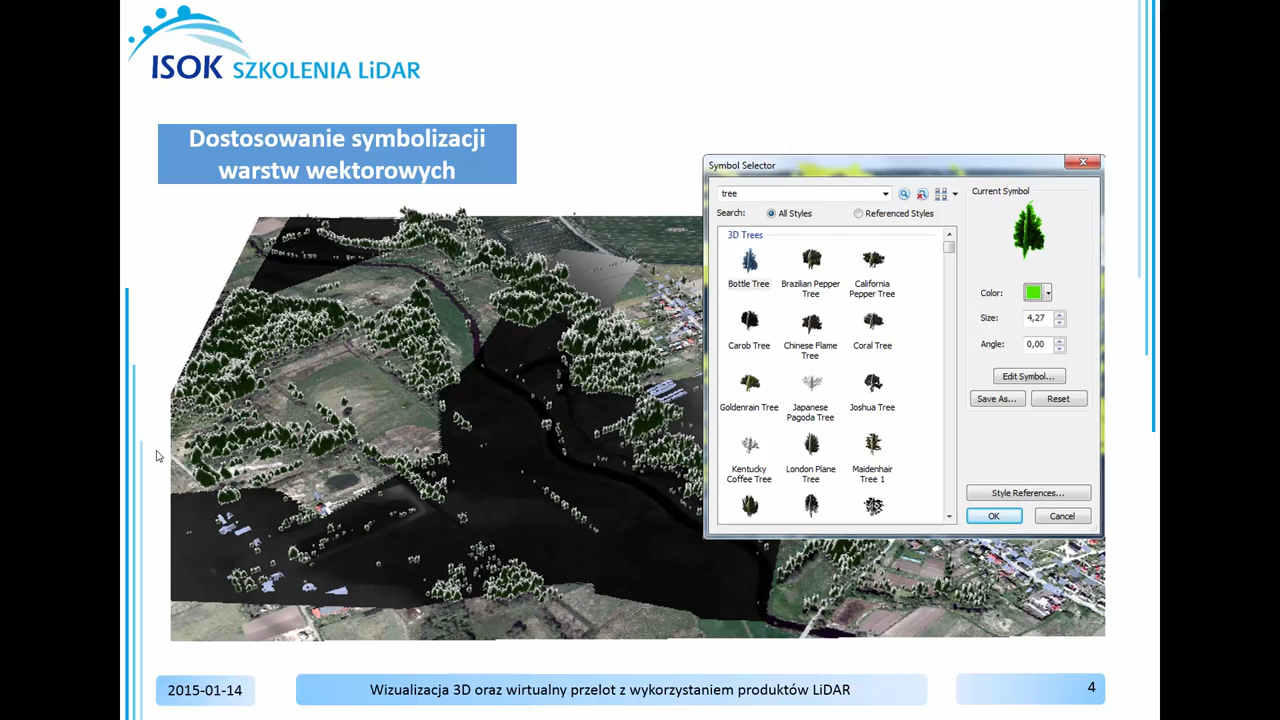 ISOK SZKOLENIA LiDAR
Dostosowanie symbolizacji
warstw wektorowych
Symbol Selector
tree
Search: All Styles Referenced Styles
3D Trees
Bottle Tree
Brazilian Pepper
Tree
California
Pepper Tree
Carob Tree
Chinese Flame
Tree
Coral Tree
Goldenrain Tree
Japanese
Pagoda Tree
Joshua Tree
Kentucky
Coffee Tree
London Plane
Tree
Maidenhair
Tree 1
Current Symbol
Color:
Size: 4,27
Angle: 0,00
Edit Symbol...
Save As... Reset
Style References...
OK Cancel
2015-01-14
Wizualizacja 3D oraz wirtualny przelot z wykorzystaniem produktów LiDAR
4